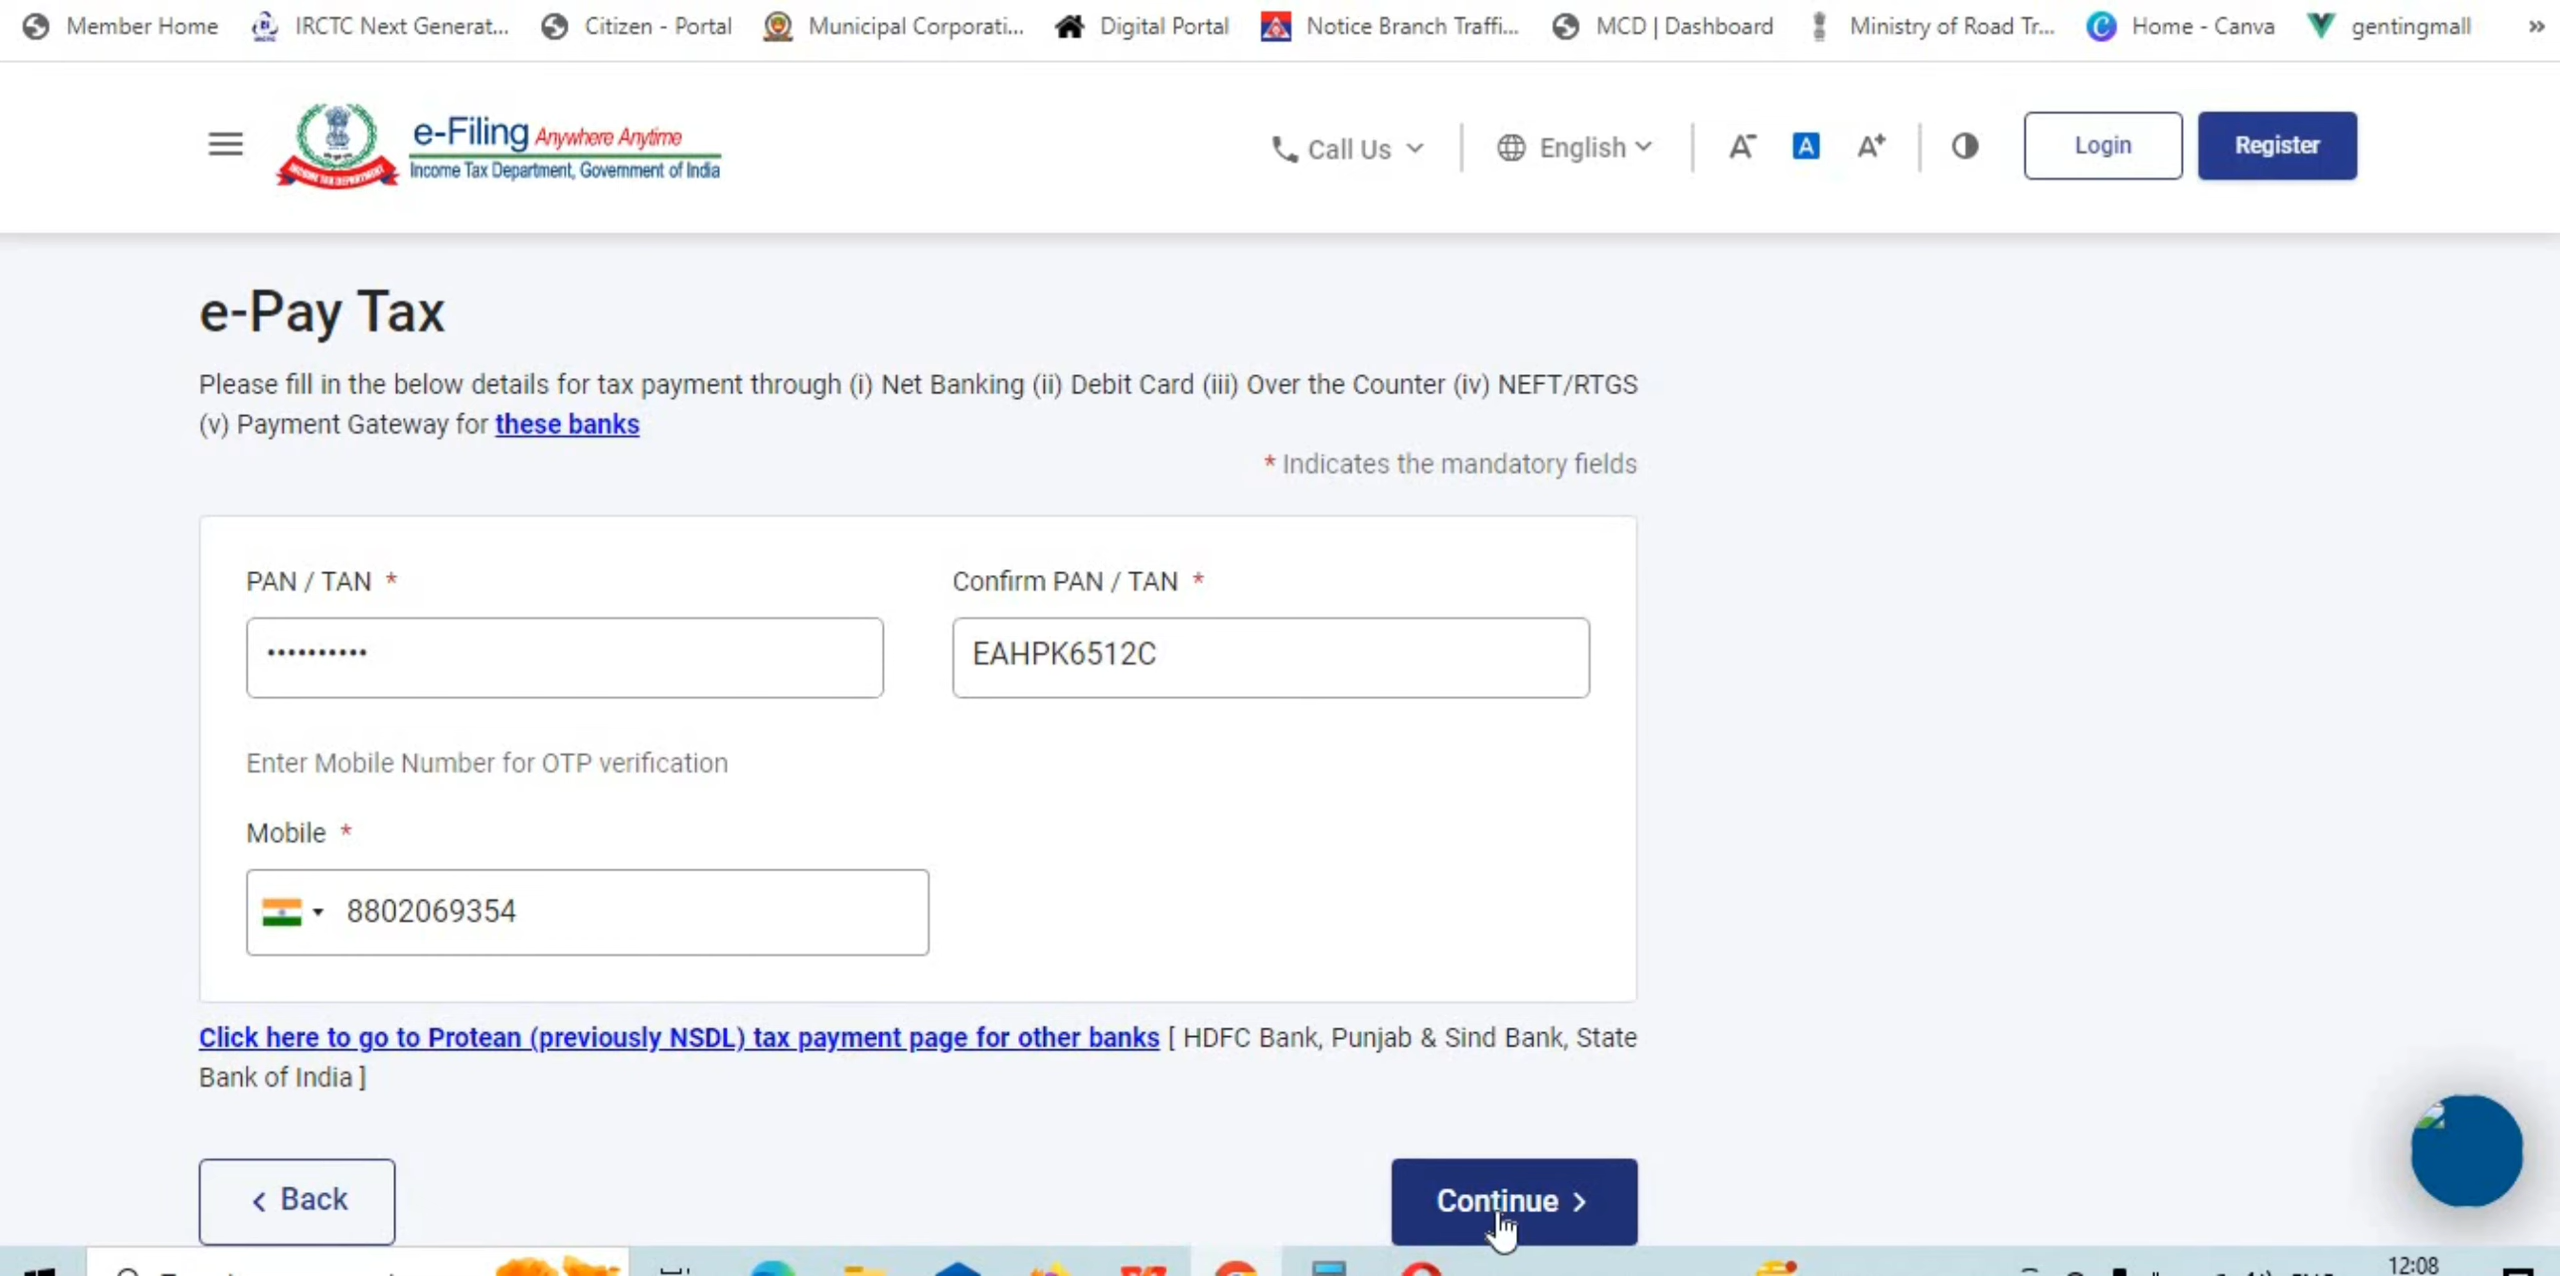 Member Home IRCTC Next Generat... Citizen - Portal Municipal Corporati... Digital Portal Notice Branch Traffi... MCD | Dashboard Ministry of Road Tr... Home - Canva gentingmall »
e-Filing Anywhere Anytime
Income Tax Department, Government of India
INCOME TAX DEPARTMENT
Call Us English A- A A+ Login Register
e-Pay Tax
Please fill in the below details for tax payment through (i) Net Banking (ii) Debit Card (iii) Over the Counter (iv) NEFT/RTGS
(v) Payment Gateway for these banks
* Indicates the mandatory fields
PAN / TAN * Confirm PAN / TAN *
•••••••••• EAHPK6512C
Enter Mobile Number for OTP verification
Mobile *
8802069354
Click here to go to Protean (previously NSDL) tax payment page for other banks [ HDFC Bank, Punjab & Sind Bank, State
Bank of India ]
< Back Continue >
12:08